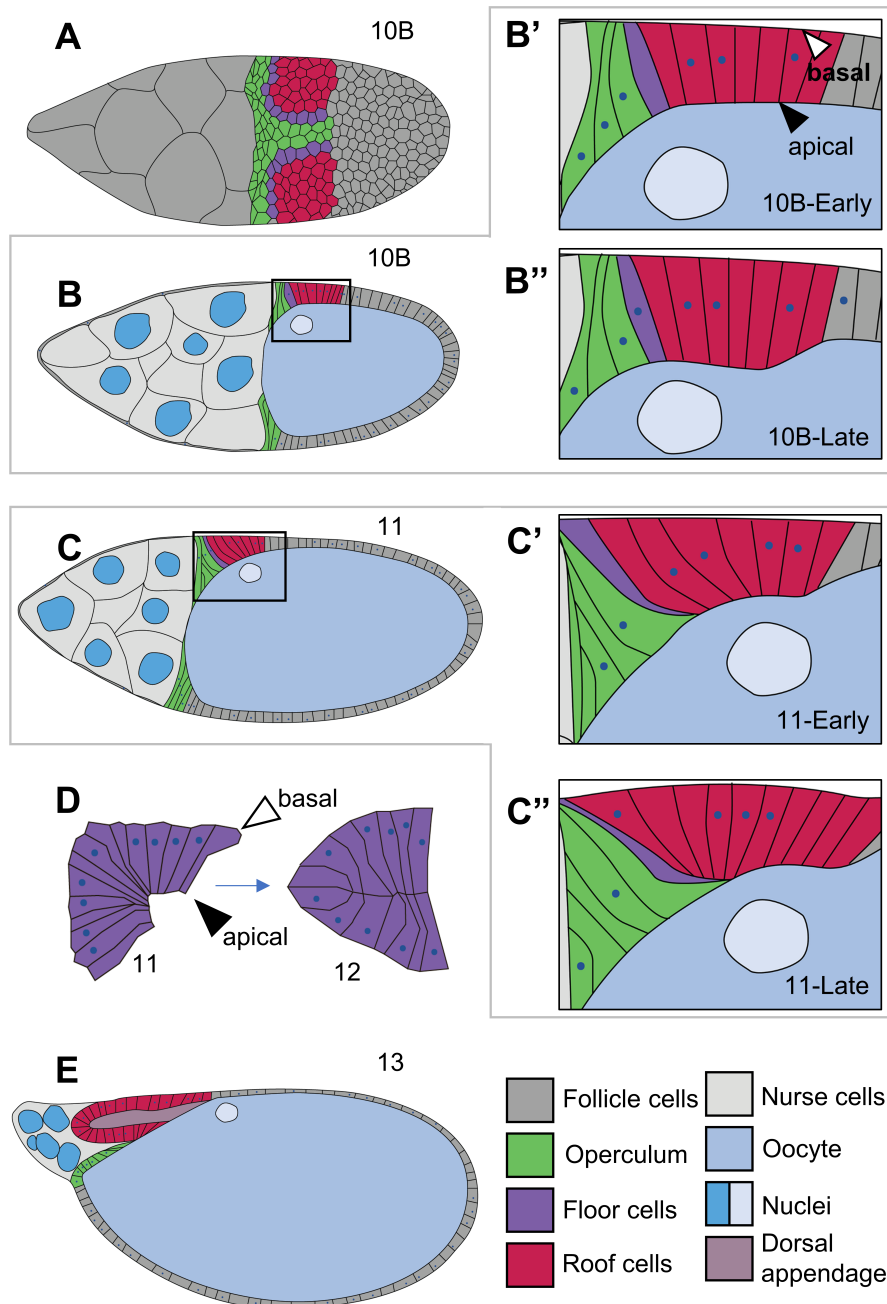 A
10B
B’
basal
apical
10B-Early
B
10B
B’’
10B-Late
C
11
C’
11-Early
D
basal
apical
11
12
C’’
11-Late
E
13
Follicle cells
Nurse cells
Operculum
Oocyte
Floor cells
Nuclei
Roof cells
Dorsal
appendage